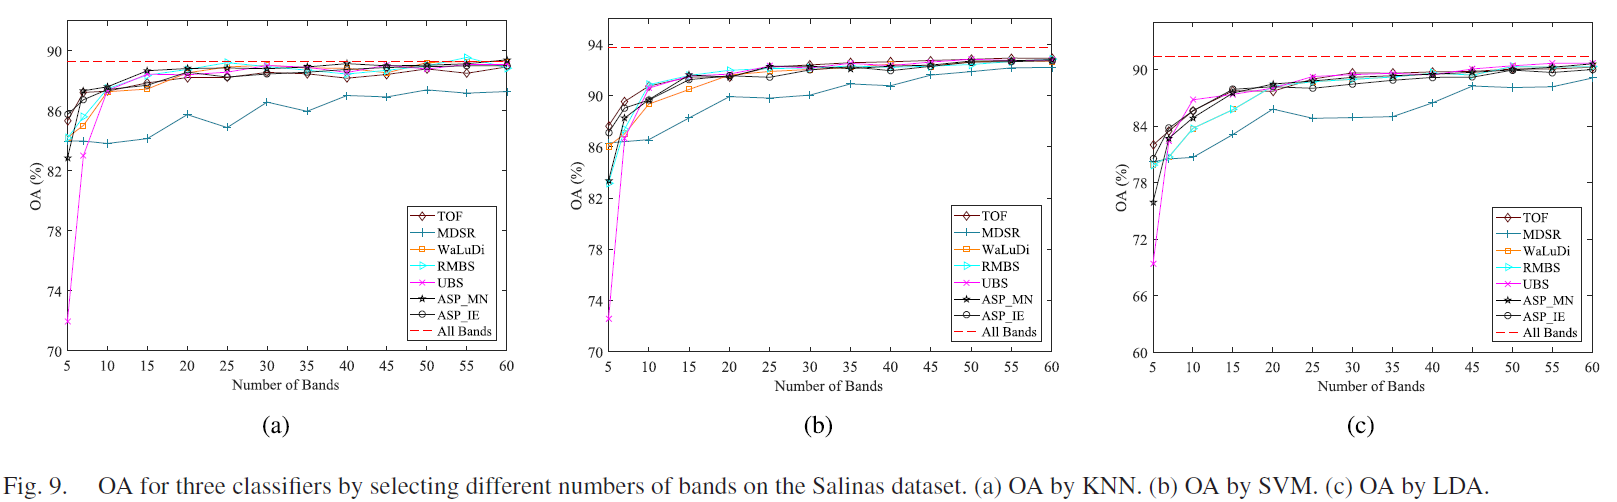 90
86
82
78
74
70
OA (%)
5 10 15 20 25 30 35 40 45 50 55 60
Number of Bands
TOF
MDSR
WaLuDi
RMBS
UBS
ASP_MN
ASP_IE
All Bands
(a)
94
90
86
82
78
74
70
OA (%)
5 10 15 20 25 30 35 40 45 50 55 60
Number of Bands
TOF
MDSR
WaLuDi
RMBS
UBS
ASP_MN
ASP_IE
All Bands
(b)
90
84
78
72
66
60
OA (%)
5 10 15 20 25 30 35 40 45 50 55 60
Number of Bands
TOF
MDSR
WaLuDi
RMBS
UBS
ASP_MN
ASP_IE
All Bands
(c)
Fig. 9. OA for three classifiers by selecting different numbers of bands on the Salinas dataset. (a) OA by KNN. (b) OA by SVM. (c) OA by LDA.